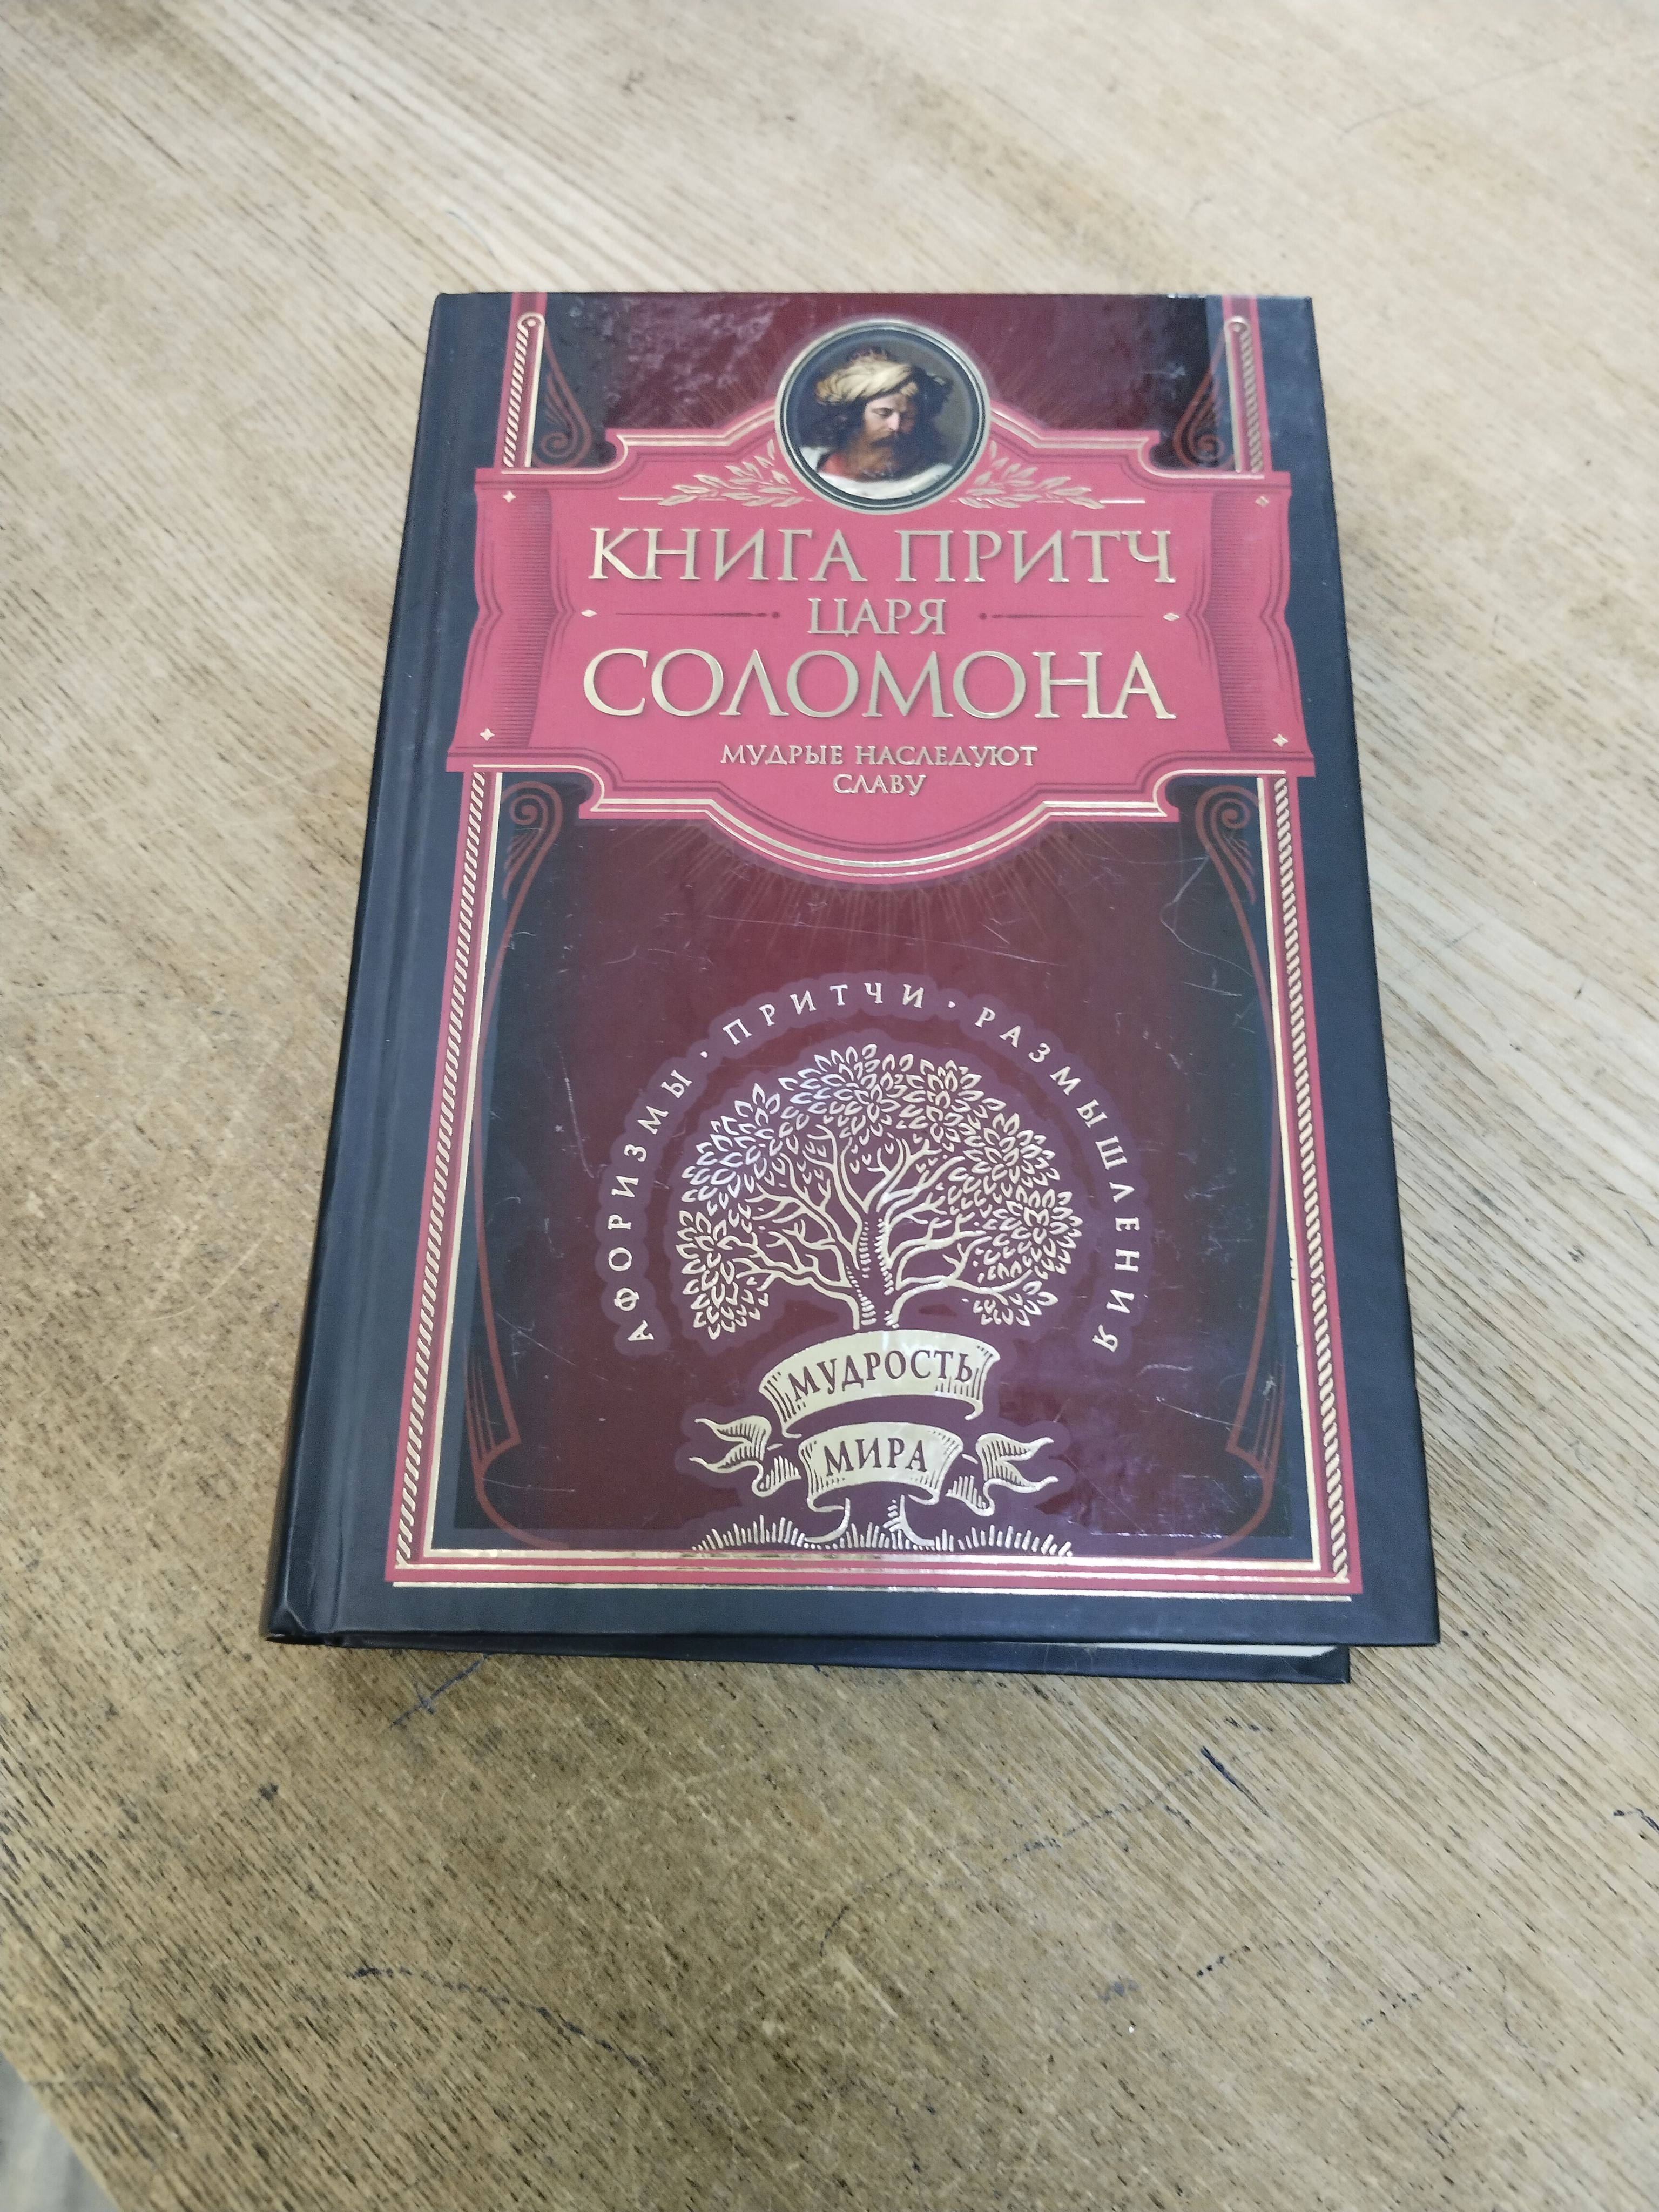 КНИГА ПРИТЧ
ЦАРЯ
СОЛОМОНА
МУДРЫЕ НАСЛЕДУЮТ
СЛАВУ
АФОРИЗМЫ · ПРИТЧИ · РАЗМЫШЛЕНИЯ
МУДРОСТЬ
МИРА